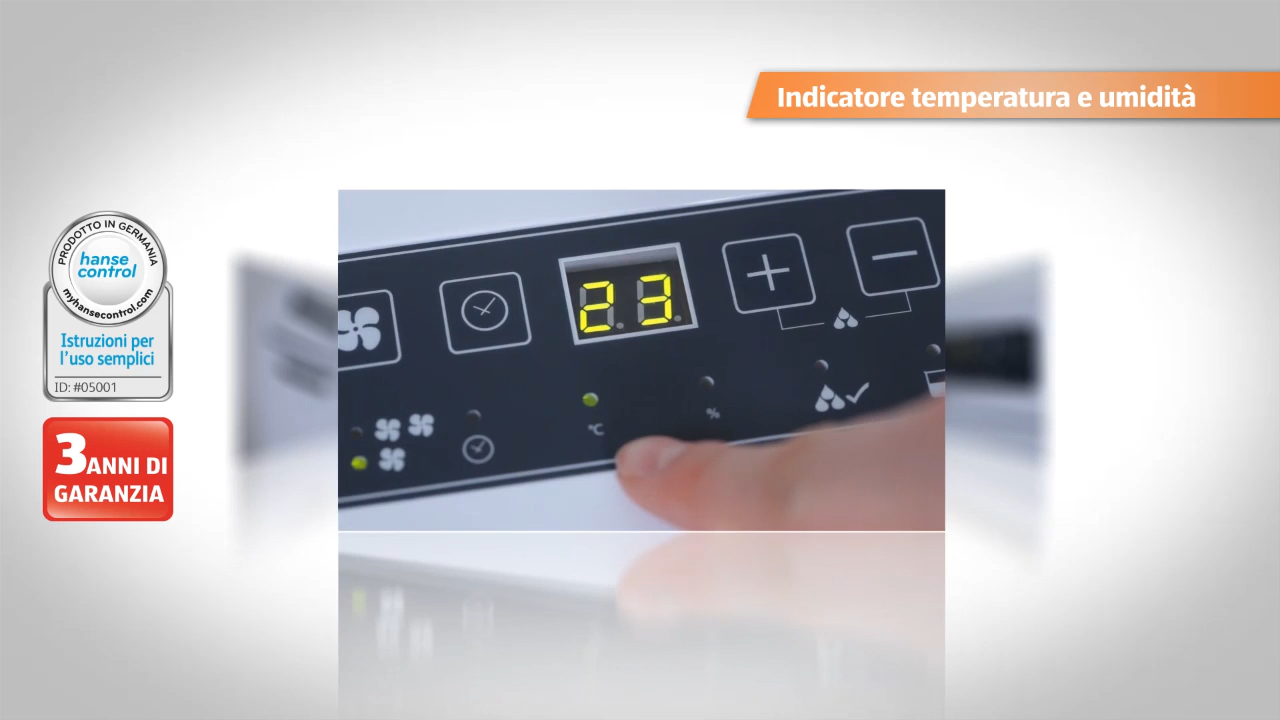 Indicatore temperatura e umidità
PRODOTTO IN GERMANIA
hanse
control
myhansecontrol.com
Istruzioni per
l'uso semplici
ID: #05001
3 ANNI DI
GARANZIA
23
+ −
°C
%